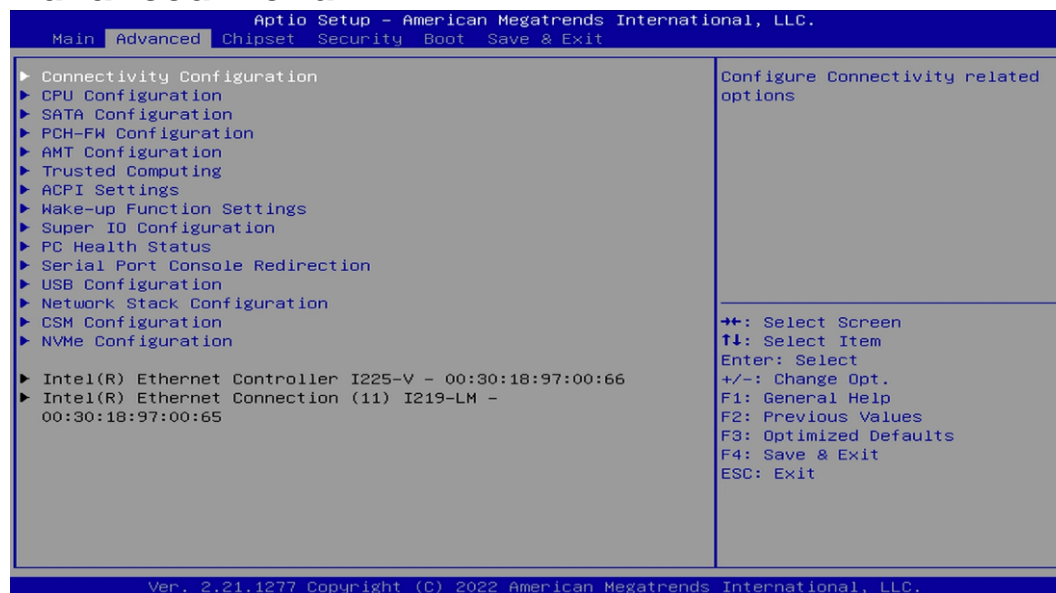 Aptio Setup – American Megatrends International, LLC.
Main Advanced Chipset Security Boot Save & Exit
▶ Connectivity Configuration
▶ CPU Configuration
▶ SATA Configuration
▶ PCH-FW Configuration
▶ AMT Configuration
▶ Trusted Computing
▶ ACPI Settings
▶ Wake-up Function Settings
▶ Super IO Configuration
▶ PC Health Status
▶ Serial Port Console Redirection
▶ USB Configuration
▶ Network Stack Configuration
▶ CSM Configuration
▶ NVMe Configuration
▶ Intel(R) Ethernet Controller I225-V – 00:30:18:97:00:66
▶ Intel(R) Ethernet Connection (11) I219-LM –
00:30:18:97:00:65
Configure Connectivity related
options
→←: Select Screen
↑↓: Select Item
Enter: Select
+/-: Change Opt.
F1: General Help
F2: Previous Values
F3: Optimized Defaults
F4: Save & Exit
ESC: Exit
Ver. 2.21.1277 Copyright (C) 2022 American Megatrends International, LLC.